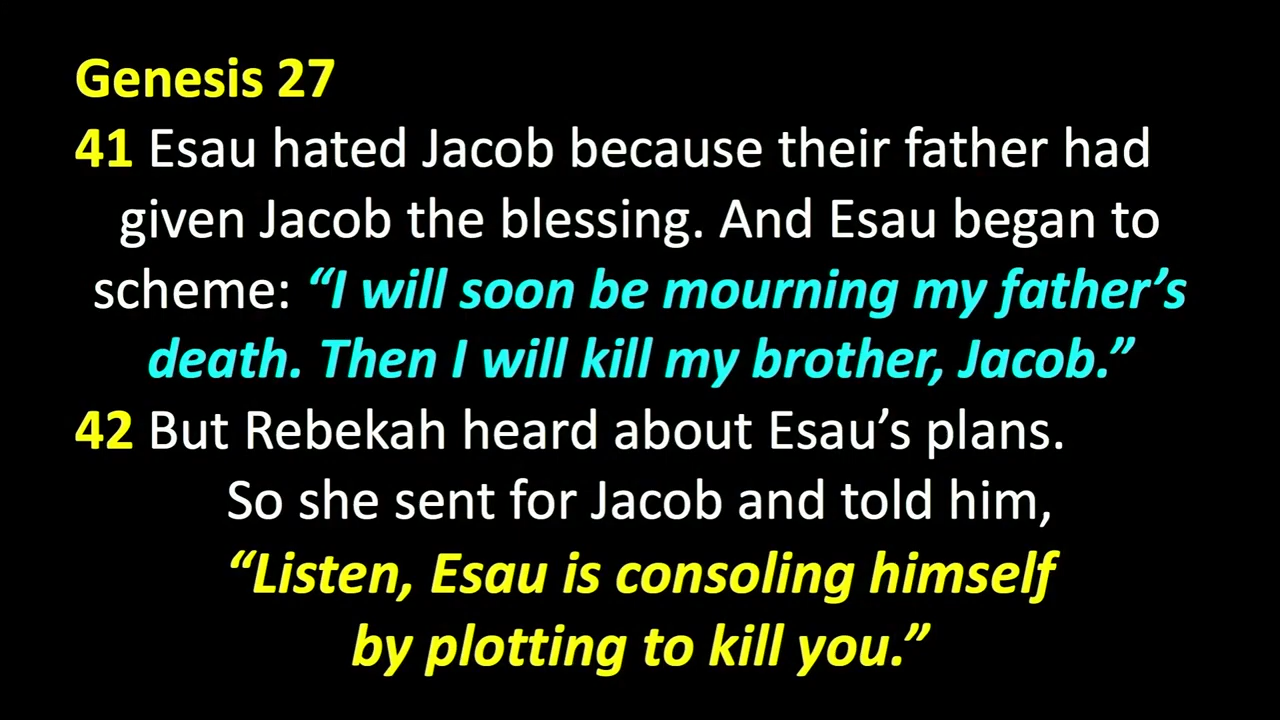 Genesis 27
41 Esau hated Jacob because their father had
given Jacob the blessing. And Esau began to
scheme: “I will soon be mourning my father’s
death. Then I will kill my brother, Jacob.”
42 But Rebekah heard about Esau’s plans.
So she sent for Jacob and told him,
“Listen, Esau is consoling himself
by plotting to kill you.”